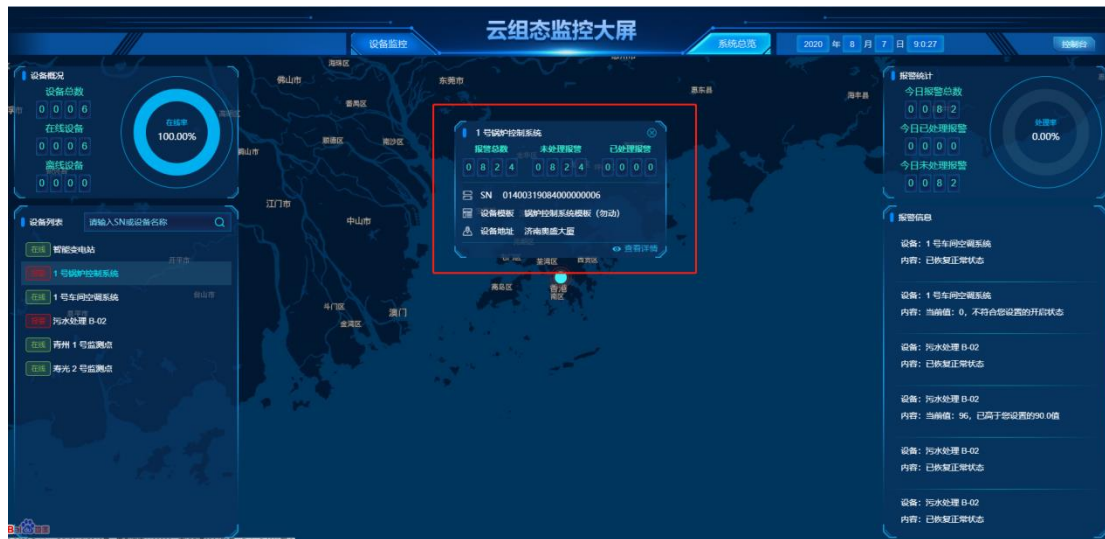 云组态监控大屏
设备监控
系统总览
2020 年 8 月 7 日 9:0:27
控制台
设备概况
设备总数
0 0 0 6
在线设备
0 0 0 6
离线设备
0 0 0 0
在线率
100.00%
设备列表
请输入SN或设备名称
在线 智能变电站
报警 1 号锅炉控制系统
在线 1 号车间空调系统
报警 污水处理 B-02
在线 青州 1 号监测点
在线 寿光 2 号监测点
海珠区
佛山市
东莞市
惠东县
海丰县
番禺区
顺德区
南沙区
江门市
中山市
开平市
台山市
斗门区
金湾区
澳门
荃湾区
离岛区
香港
南区
1 号锅炉控制系统
报警总数 未处理报警 已处理报警
0 8 2 4 0 8 2 4 0 0 0 0
SN 01400319084000000006
设备模板 锅炉控制系统模板（勿动）
设备地址 济南奥盛大厦
查看详情
报警统计
今日报警总数
0 0 8 2
今日已处理报警
0 0 0 0
今日未处理报警
0 0 8 2
处理率
0.00%
报警信息
设备：1 号车间空调系统
内容：已恢复正常状态
设备：1 号车间空调系统
内容：当前值：0，不符合您设置的开启状态
设备：污水处理 B-02
内容：已恢复正常状态
设备：污水处理 B-02
内容：当前值：96，已高于您设置的90.0值
设备：污水处理 B-02
内容：已恢复正常状态
设备：污水处理 B-02
内容：已恢复正常状态